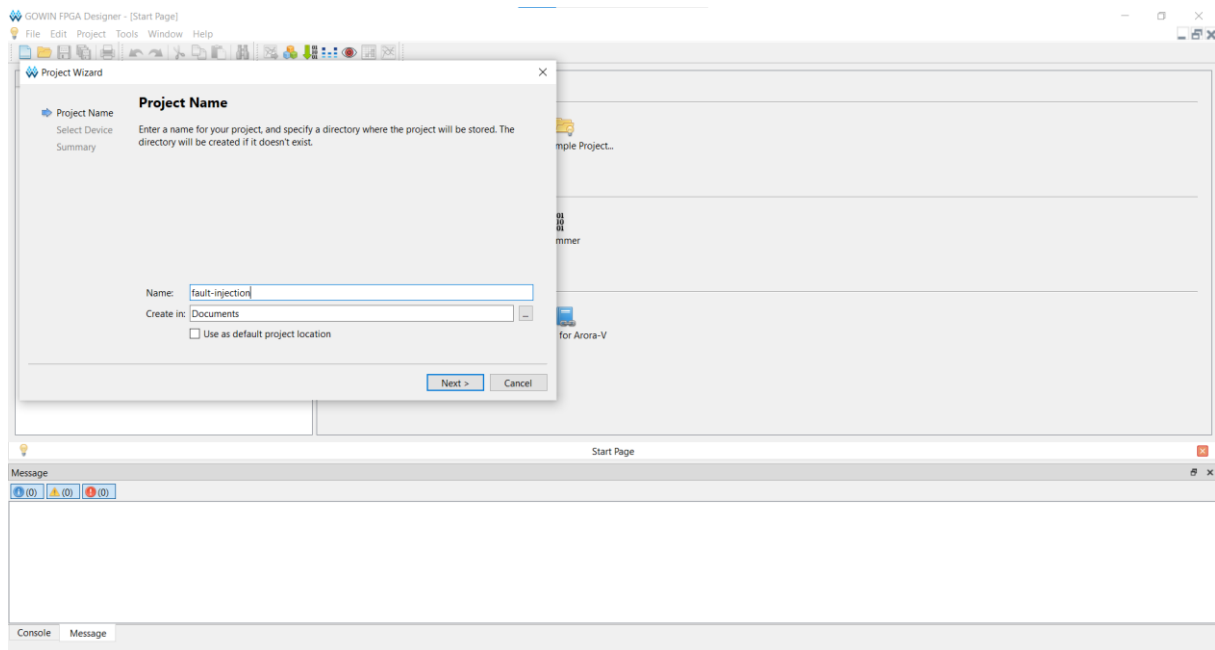 GOWIN FPGA Designer - [Start Page]
File Edit Project Tools Window Help
Project Wizard
Project Name
Select Device
Summary
Project Name
Enter a name for your project, and specify a directory where the project will be stored. The
directory will be created if it doesn't exist.
Name: fault-injection
Create in: Documents
...
Use as default project location
Next > Cancel
mple Project...
mmer
for Arora-V
Start Page
Message
(0) (0) (0)
Console Message